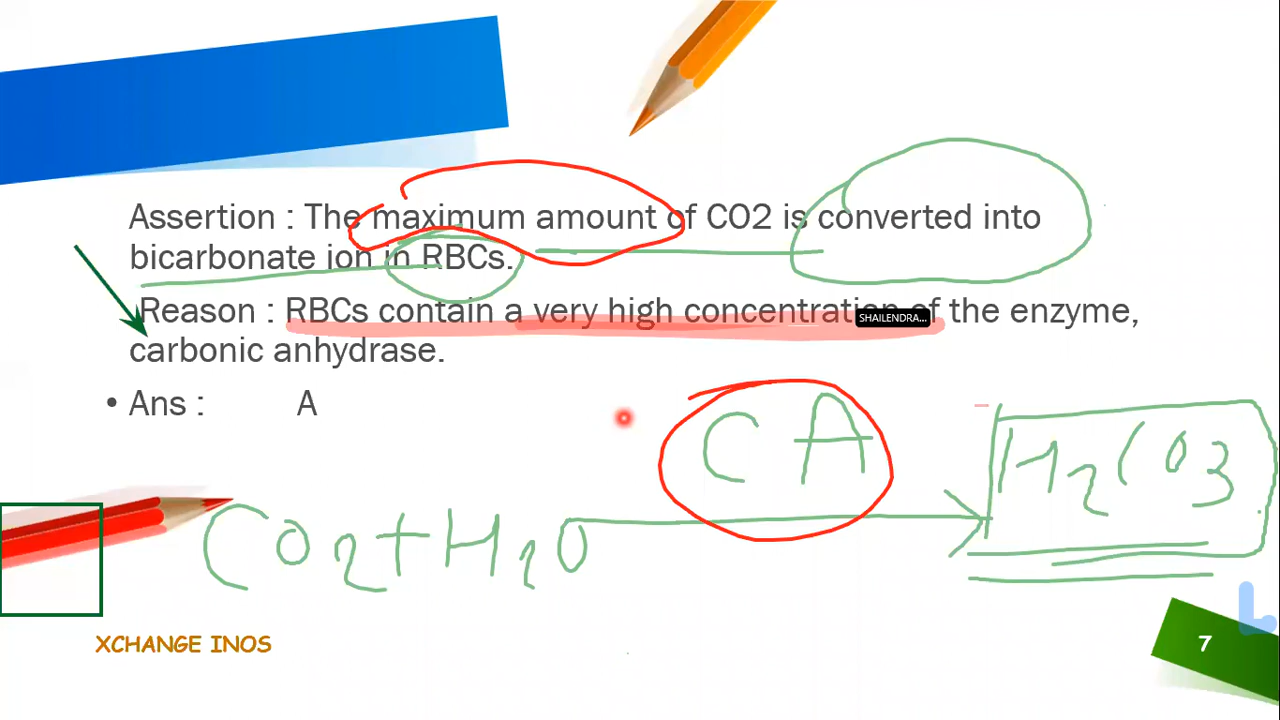 Assertion : The maximum amount of CO2 is converted into
bicarbonate ion in RBCs.
Reason : RBCs contain a very high concentration of the enzyme,
SHAILENDRA...
carbonic anhydrase.
• Ans : A
CA
H2CO3
CO2+H2O
XCHANGE INOS
7